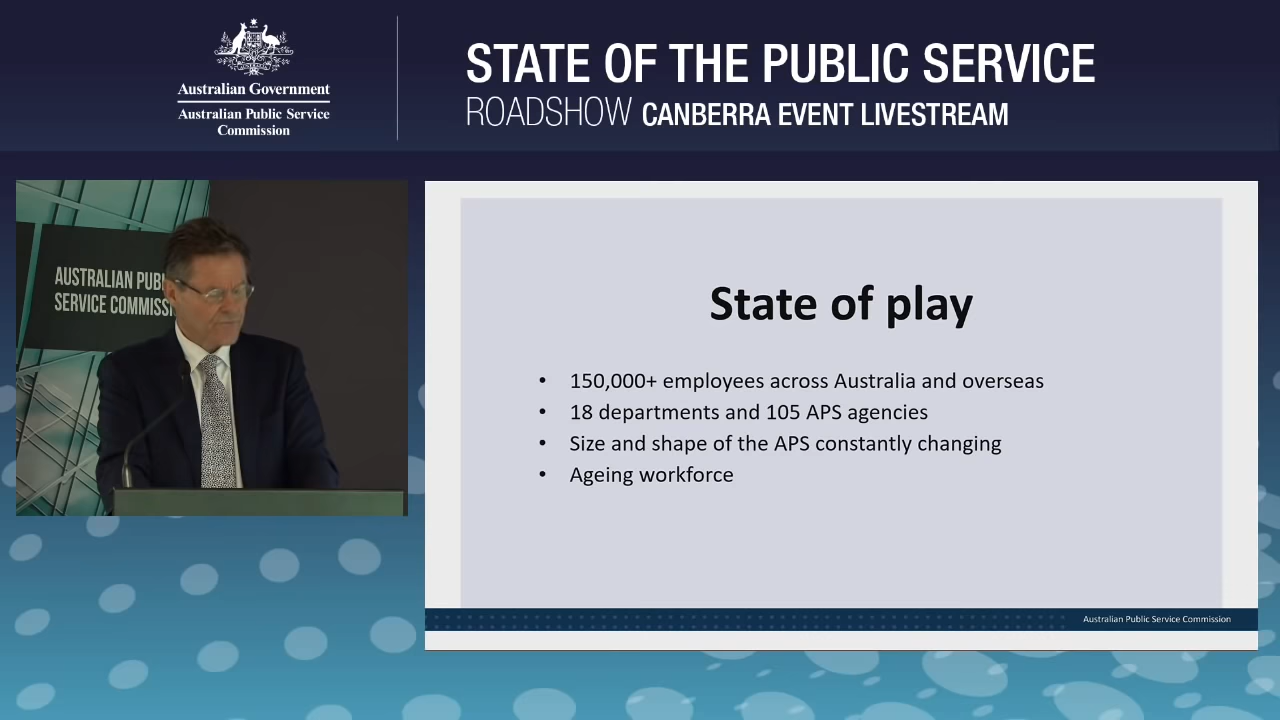 Australian Government
Australian Public Service
Commission
STATE OF THE PUBLIC SERVICE
ROADSHOW CANBERRA EVENT LIVESTREAM
AUSTRALIAN PUB
SERVICE COMMISSI
State of play
• 150,000+ employees across Australia and overseas
• 18 departments and 105 APS agencies
• Size and shape of the APS constantly changing
• Ageing workforce
Australian Public Service Commission